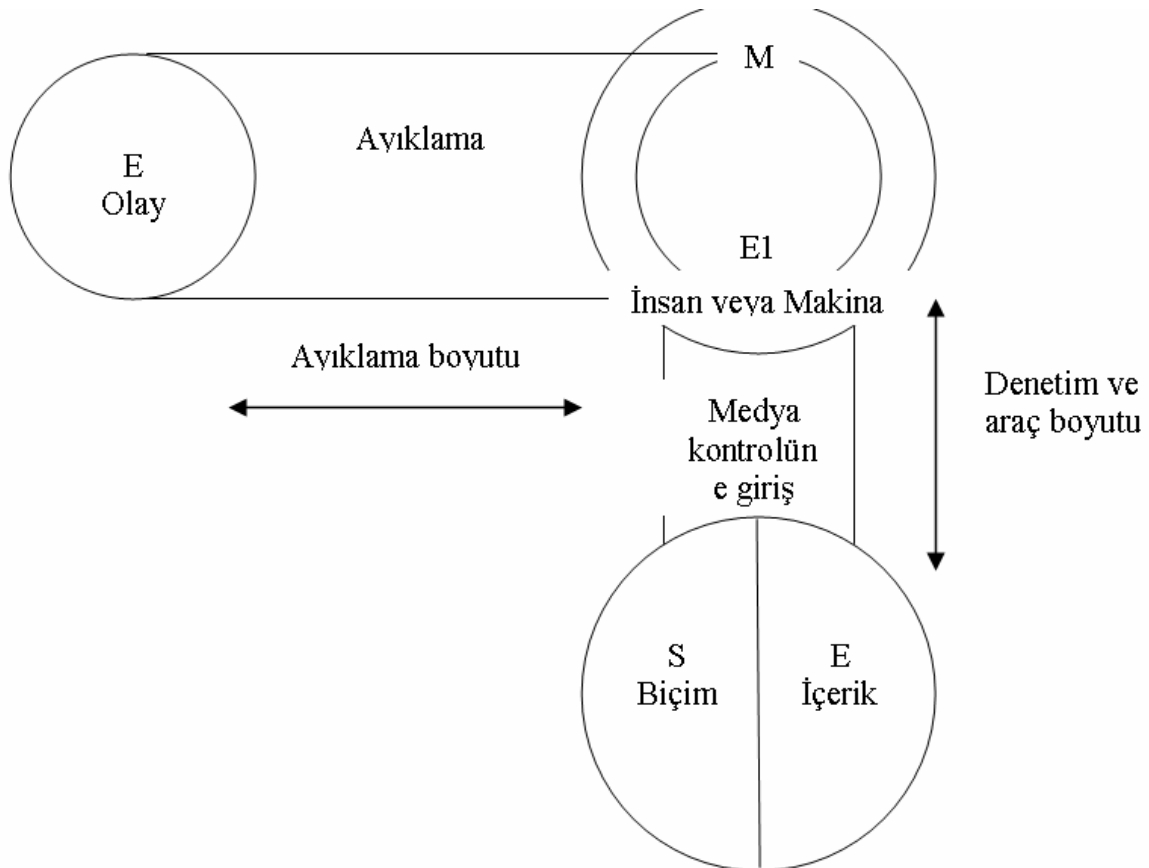 M
Ayıklama
E
Olay
E1
İnsan veya Makina
Ayıklama boyutu
Denetim ve
araç boyutu
Medya
kontrolün
e giriş
S
Biçim
E
İçerik